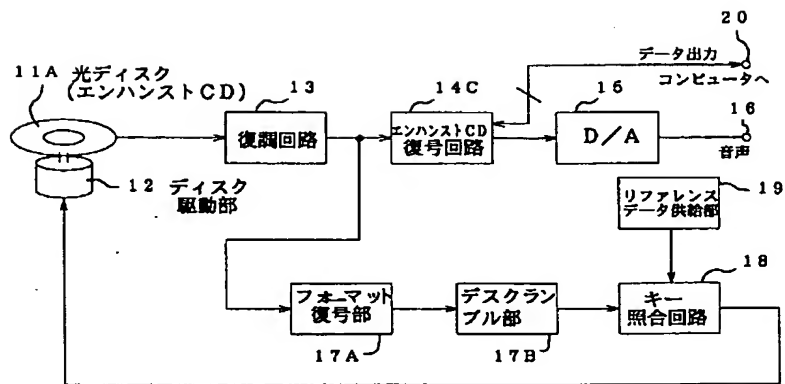 20
データ出力
コンピュータへ
11A 光ディスク
(エンハンストCD)
13
復調回路
14C
エンハンストCD
復号回路
15
D/A
16
音声
12 ディスク
駆動部
リファレンス
データ供給部
19
フォーマット
復号部
17A
デスクラン
ブル部
17B
キー
照合回路
18